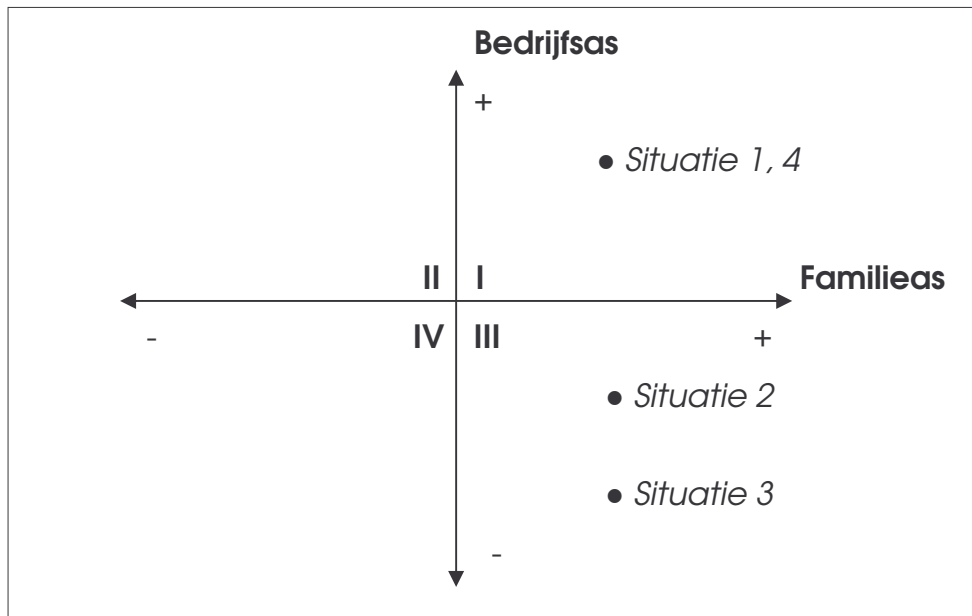 Bedrijfsas
+
● Situatie 1, 4
II I
Familieas
- IV III +
● Situatie 2
● Situatie 3
-